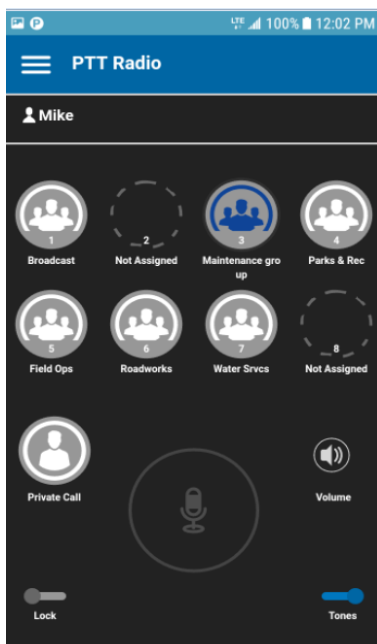 LTE 100% 12:02 PM
PTT Radio
Mike
1 2 3 4
Broadcast Not Assigned Maintenance gro Parks & Rec
up
5 6 7 8
Field Ops Roadworks Water Srvcs Not Assigned
Private Call Volume
Lock Tones